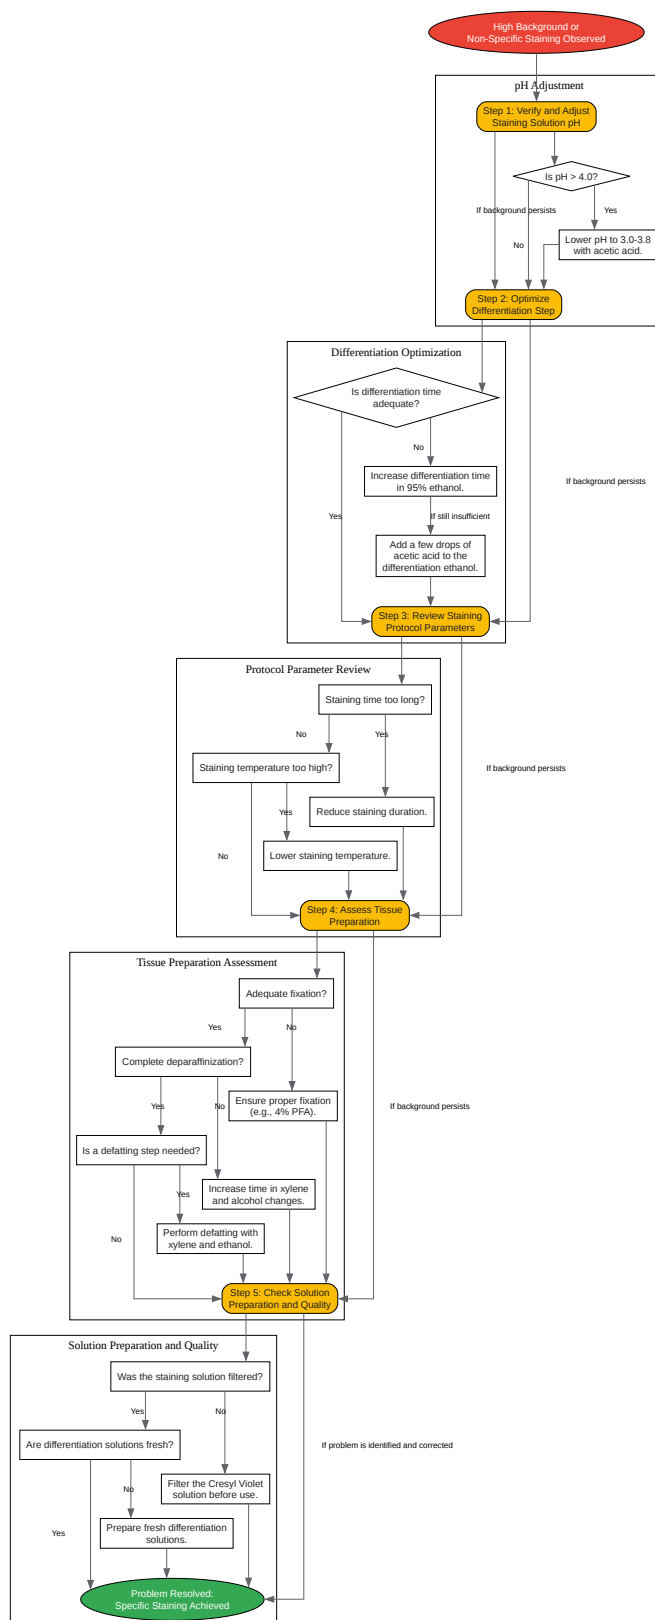 High Background or
Non-Specific Staining Observed
pH Adjustment
Step 1: Verify and Adjust
Staining Solution pH
Is pH > 4.0?
If background persists
Yes
No
Lower pH to 3.0-3.8
with acetic acid.
Step 2: Optimize
Differentiation Step
Differentiation Optimization
Is differentiation time
adequate?
No
Increase differentiation time
in 95% ethanol.
If background persists
Yes
If still insufficient
Add a few drops of
acetic acid to the
differentiation ethanol.
Step 3: Review Staining
Protocol Parameters
Protocol Parameter Review
Staining time too long?
No
Yes
Staining temperature too high?
If background persists
Yes
Reduce staining duration.
No
Lower staining temperature.
Step 4: Assess Tissue
Preparation
Tissue Preparation Assessment
Adequate fixation?
Yes
No
Complete deparaffinization?
Yes
No
Ensure proper fixation
(e.g., 4% PFA).
If background persists
Is a defatting step needed?
Yes
Increase time in xylene
and alcohol changes.
No
Perform defatting with
xylene and ethanol.
Step 5: Check Solution
Preparation and Quality
Solution Preparation and Quality
Was the staining solution filtered?
Yes
No
Are differentiation solutions fresh?
If problem is identified and corrected
No
Filter the Cresyl Violet
solution before use.
Yes
Prepare fresh differentiation
solutions.
Problem Resolved:
Specific Staining Achieved